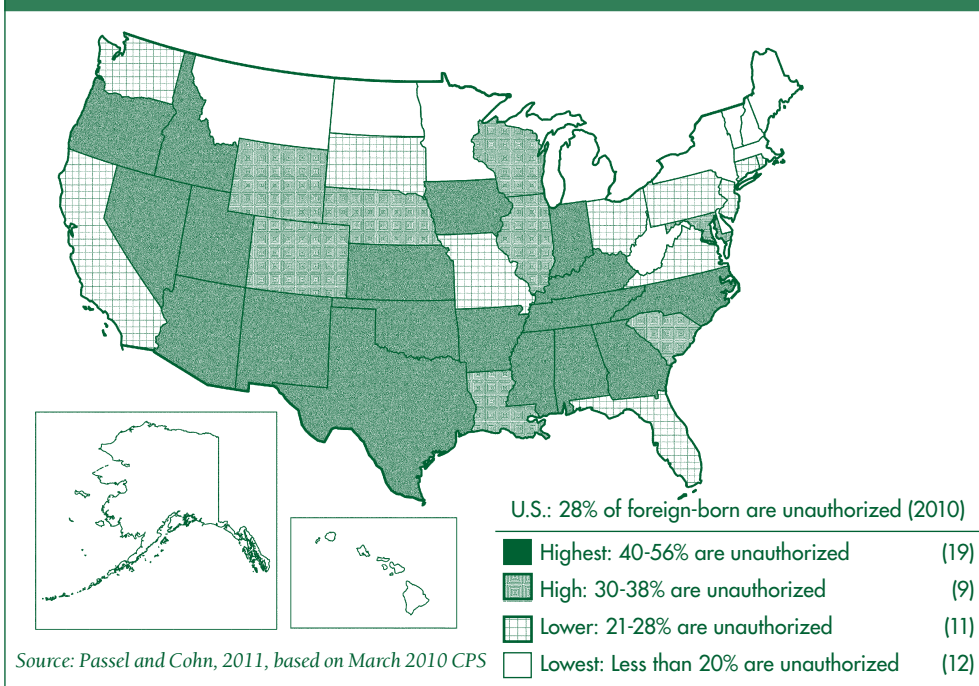 U.S.: 28% of foreign-born are unauthorized (2010)
Highest: 40-56% are unauthorized (19)
High: 30-38% are unauthorized (9)
Lower: 21-28% are unauthorized (11)
Lowest: Less than 20% are unauthorized (12)
Source: Passel and Cohn, 2011, based on March 2010 CPS